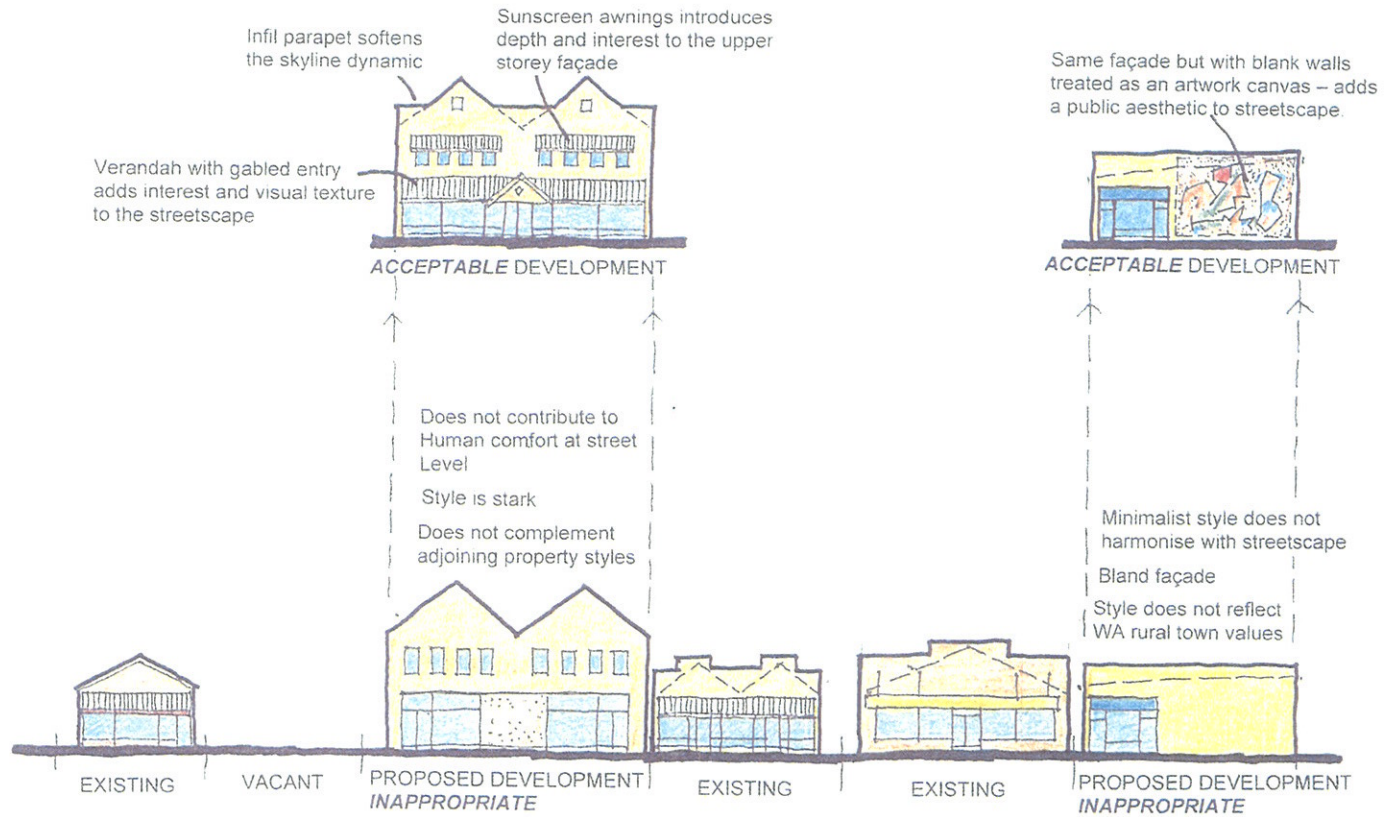 Infil parapet softens
the skyline dynamic
Sunscreen awnings introduces
depth and interest to the upper
storey façade
Verandah with gabled entry
adds interest and visual texture
to the streetscape
ACCEPTABLE DEVELOPMENT
Same façade but with blank walls
treated as an artwork canvas – adds
a public aesthetic to streetscape.
ACCEPTABLE DEVELOPMENT
Does not contribute to
Human comfort at street
Level
Style is stark
Does not complement
adjoining property styles
Minimalist style does not
harmonise with streetscape
Bland façade
Style does not reflect
WA rural town values
EXISTING
VACANT
PROPOSED DEVELOPMENT
INAPPROPRIATE
EXISTING
EXISTING
PROPOSED DEVELOPMENT
INAPPROPRIATE